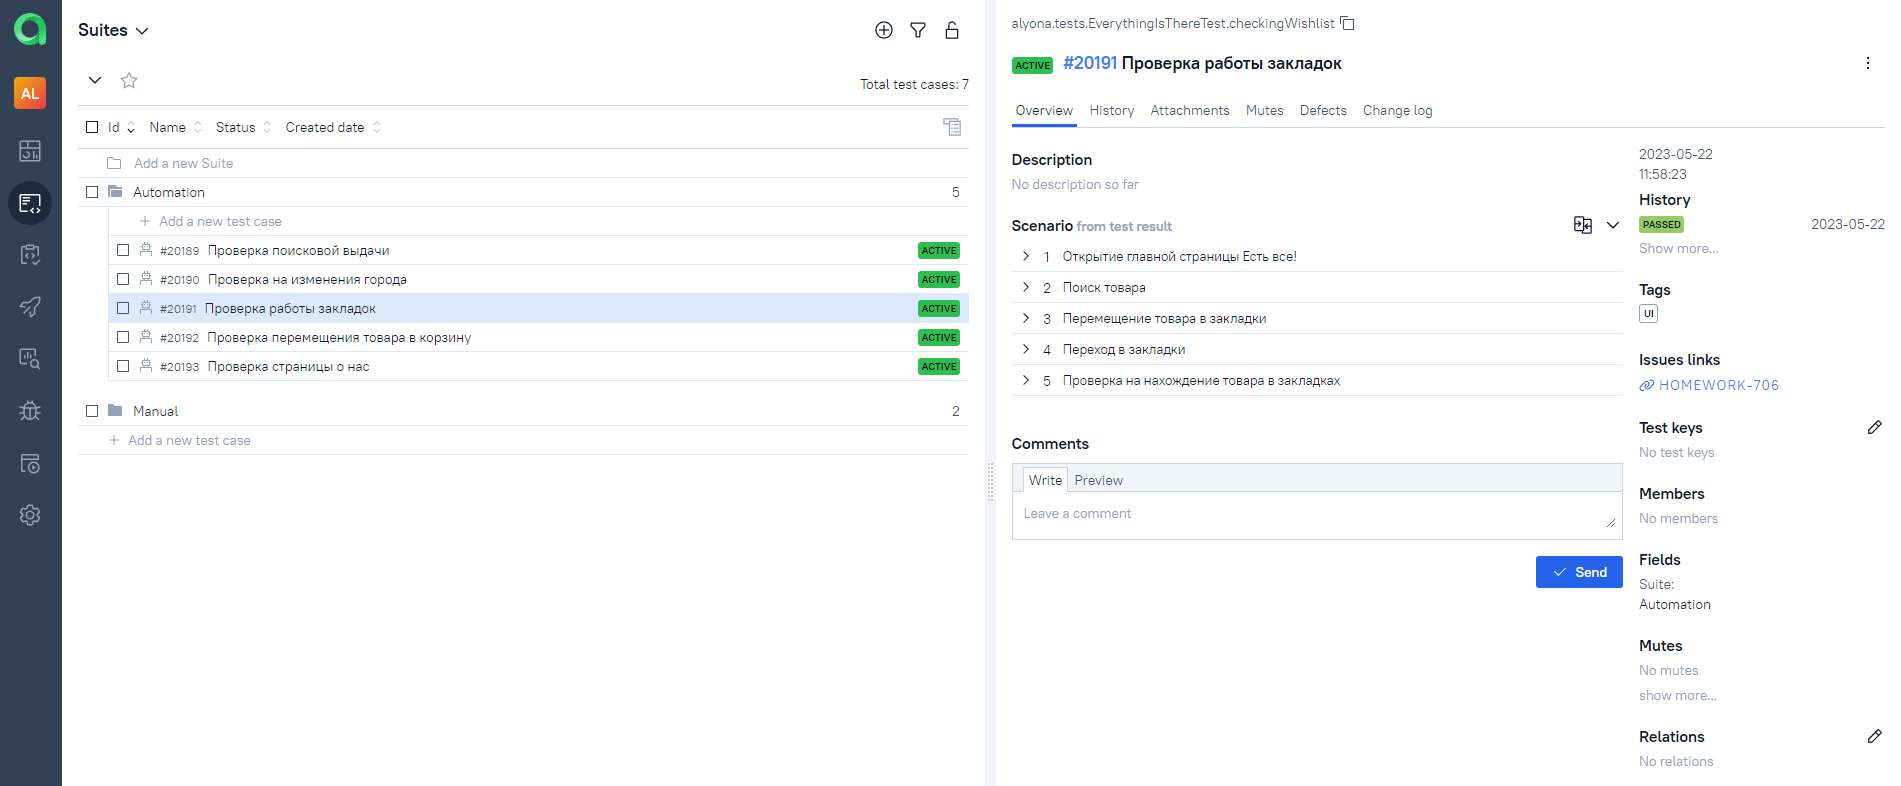 AL
Suites
Total test cases: 7
Id Name Status Created date
Add a new Suite
Automation 5
Add a new test case
#20189 Проверка поисковой выдачи ACTIVE
#20190 Проверка на изменения города ACTIVE
#20191 Проверка работы закладок ACTIVE
#20192 Проверка перемещения товара в корзину ACTIVE
#20193 Проверка страницы о нас ACTIVE
Manual 2
Add a new test case
alyona.tests.EverythingIsThereTest.checkingWishlist
ACTIVE #20191 Проверка работы закладок
Overview History Attachments Mutes Defects Change log
Description
No description so far
Scenario from test result
1 Открытие главной страницы Есть все!
2 Поиск товара
3 Перемещение товара в закладки
4 Переход в закладки
5 Проверка на нахождение товара в закладках
Comments
Write Preview
Leave a comment
Send
2023-05-22
11:58:23
History
PASSED 2023-05-22
Show more...
Tags
UI
Issues links
HOMEWORK-706
Test keys
No test keys
Members
No members
Fields
Suite:
Automation
Mutes
No mutes
show more...
Relations
No relations